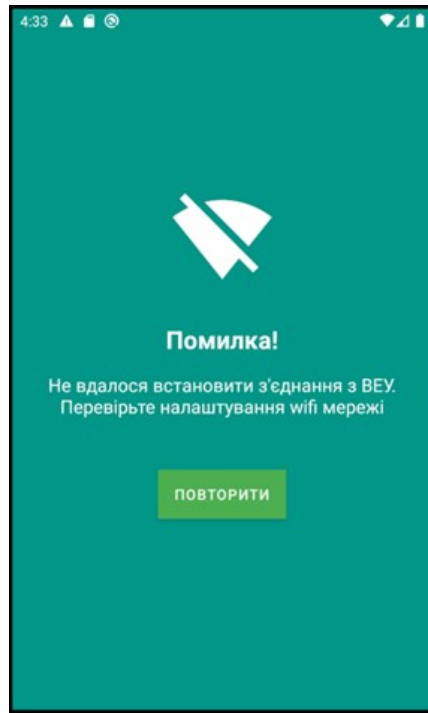 4:33
Помилка!
Не вдалося встановити з'єднання з ВЕУ.
Перевірьте налаштування wifi мережі
ПОВТОРИТИ